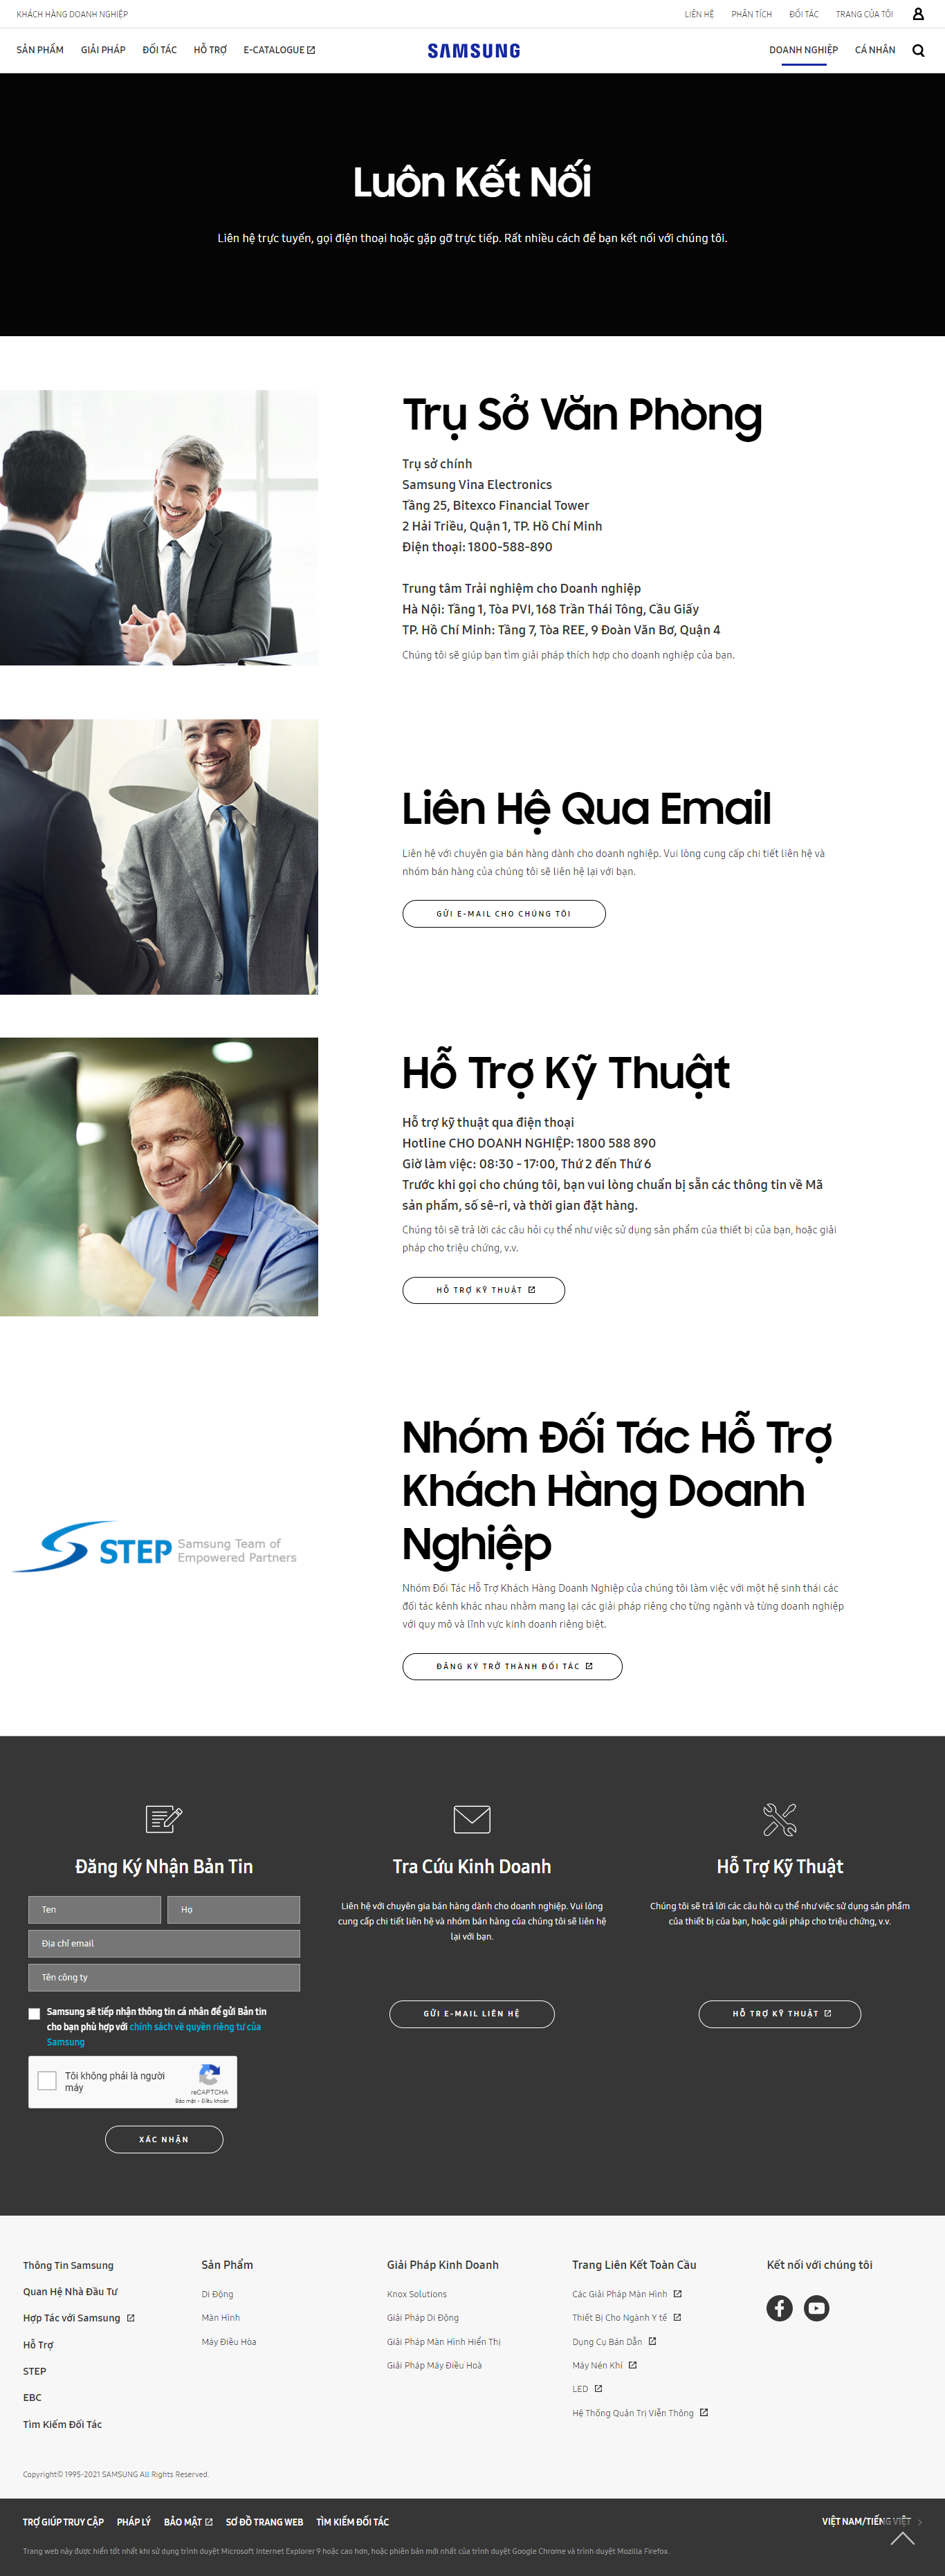 KHÁCH HÀNG DOANH NGHIỆP
LIÊN HỆ PHÂN TÍCH ĐỐI TÁC TRANG CỦA TÔI
SẢN PHẨM GIẢI PHÁP ĐỐI TÁC HỖ TRỢ E-CATALOGUE
SAMSUNG
DOANH NGHIỆP CÁ NHÂN
Luôn Kết Nối
Liên hệ trực tuyến, gọi điện thoại hoặc gặp gỡ trực tiếp. Rất nhiều cách để bạn kết nối với chúng tôi.
Trụ Sở Văn Phòng
Trụ sở chính
Samsung Vina Electronics
Tầng 25, Bitexco Financial Tower
2 Hải Triều, Quận 1, TP. Hồ Chí Minh
Điện thoại: 1800-588-890
Trung tâm Trải nghiệm cho Doanh nghiệp
Hà Nội: Tầng 1, Tòa PVI, 168 Trần Thái Tông, Cầu Giấy
TP. Hồ Chí Minh: Tầng 7, Tòa REE, 9 Đoàn Văn Bơ, Quận 4
Chúng tôi sẽ giúp bạn tìm giải pháp thích hợp cho doanh nghiệp của bạn.
Liên Hệ Qua Email
Liên hệ với chuyên gia bán hàng dành cho doanh nghiệp. Vui lòng cung cấp chi tiết liên hệ và
nhóm bán hàng của chúng tôi sẽ liên hệ lại với bạn.
GỬI E-MAIL CHO CHÚNG TÔI
Hỗ Trợ Kỹ Thuật
Hỗ trợ kỹ thuật qua điện thoại
Hotline CHO DOANH NGHIỆP: 1800 588 890
Giờ làm việc: 08:30 - 17:00, Thứ 2 đến Thứ 6
Trước khi gọi cho chúng tôi, bạn vui lòng chuẩn bị sẵn các thông tin về Mã
sản phẩm, số sê-ri, và thời gian đặt hàng.
Chúng tôi sẽ trả lời các câu hỏi cụ thể như việc sử dụng sản phẩm của thiết bị của bạn, hoặc giải
pháp cho triệu chứng, v.v.
HỖ TRỢ KỸ THUẬT
Nhóm Đối Tác Hỗ Trợ
Khách Hàng Doanh
Nghiệp
STEP Samsung Team of
Empowered Partners
Nhóm Đối Tác Hỗ Trợ Khách Hàng Doanh Nghiệp của chúng tôi làm việc với một hệ sinh thái các
đối tác kênh khác nhau nhằm mang lại các giải pháp riêng cho từng ngành và từng doanh nghiệp
với quy mô và lĩnh vực kinh doanh riêng biệt.
ĐĂNG KÝ TRỞ THÀNH ĐỐI TÁC
Đăng Ký Nhận Bản Tin
Ten Họ
Địa chỉ email
Tên công ty
Samsung sẽ tiếp nhận thông tin cá nhân để gửi Bản tin
cho bạn phù hợp với chính sách về quyền riêng tư của
Samsung
Tôi không phải là người
máy
reCAPTCHA
Bảo mật - Điều khoản
XÁC NHẬN
Tra Cứu Kinh Doanh
Liên hệ với chuyên gia bán hàng dành cho doanh nghiệp. Vui lòng
cung cấp chi tiết liên hệ và nhóm bán hàng của chúng tôi sẽ liên hệ
lại với bạn.
GỬI E-MAIL LIÊN HỆ
Hỗ Trợ Kỹ Thuật
Chúng tôi sẽ trả lời các câu hỏi cụ thể như việc sử dụng sản phẩm
của thiết bị của bạn, hoặc giải pháp cho triệu chứng, v.v.
HỖ TRỢ KỸ THUẬT
Thông Tin Samsung
Quan Hệ Nhà Đầu Tư
Hợp Tác với Samsung
Hỗ Trợ
STEP
EBC
Tìm Kiếm Đối Tác
Sản Phẩm
Di Động
Màn Hình
Máy Điều Hòa
Giải Pháp Kinh Doanh
Knox Solutions
Giải Pháp Di Động
Giải Pháp Màn Hình Hiển Thị
Giải Pháp Máy Điều Hoà
Trang Liên Kết Toàn Cầu
Các Giải Pháp Màn Hình
Thiết Bị Cho Ngành Y tế
Dụng Cụ Bán Dẫn
Máy Nén Khí
LED
Hệ Thống Quản Trị Viễn Thông
Kết nối với chúng tôi
Copyright© 1995-2021 SAMSUNG All Rights Reserved.
TRỢ GIÚP TRUY CẬP PHÁP LÝ BẢO MẬT SƠ ĐỒ TRANG WEB TÌM KIẾM ĐỐI TÁC
VIỆT NAM/TIẾNG VIỆT
Trang web này được hiển tốt nhất khi sử dụng trình duyệt Microsoft Internet Explorer 9 hoặc cao hơn, hoặc phiên bản mới nhất của trình duyệt Google Chrome và trình duyệt Mozilla Firefox.